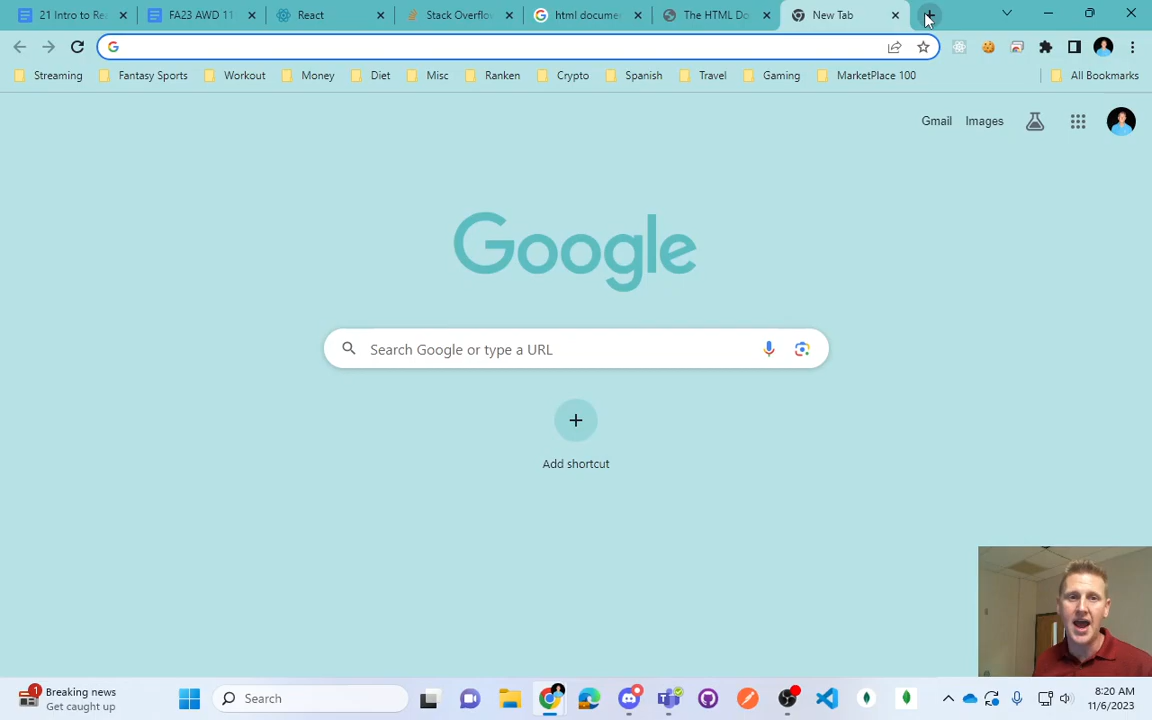 21 Intro to Re
FA23 AWD 11
React
Stack Overflo
html docume
The HTML Do
New Tab
Streaming
Fantasy Sports
Workout
Money
Diet
Misc
Ranken
Crypto
Spanish
Travel
Gaming
MarketPlace 100
All Bookmarks
Gmail
Images
Google
Search Google or type a URL
Add shortcut
1
Breaking news
Get caught up
Search
8:20 AM
11/6/2023